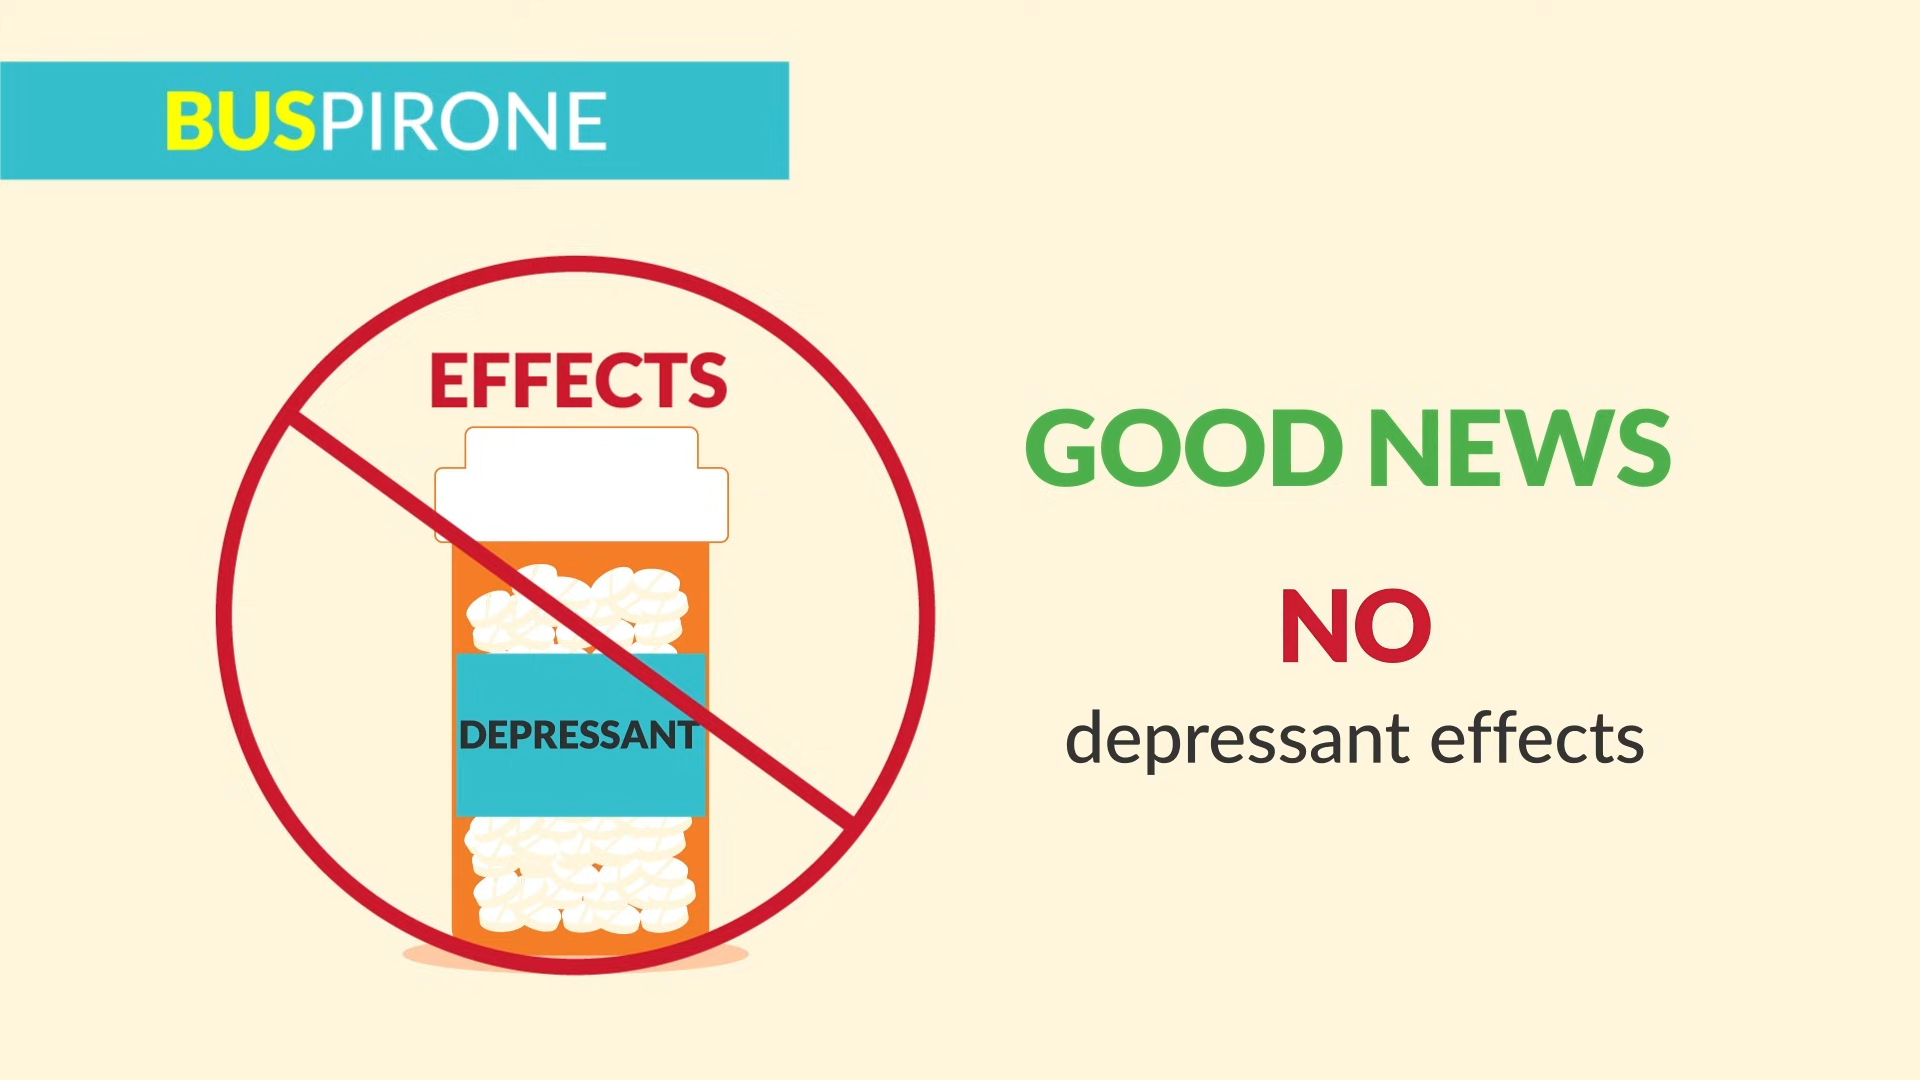 BUSPIRONE
EFFECTS
DEPRESSANT
GOOD NEWS
NO
depressant effects